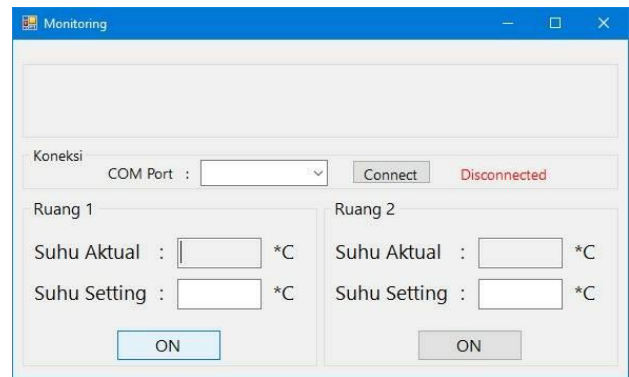 Monitoring
Koneksi
COM Port :
Connect
Disconnected
Ruang 1
Suhu Aktual : *C
Suhu Setting : *C
ON
Ruang 2
Suhu Aktual : *C
Suhu Setting : *C
ON